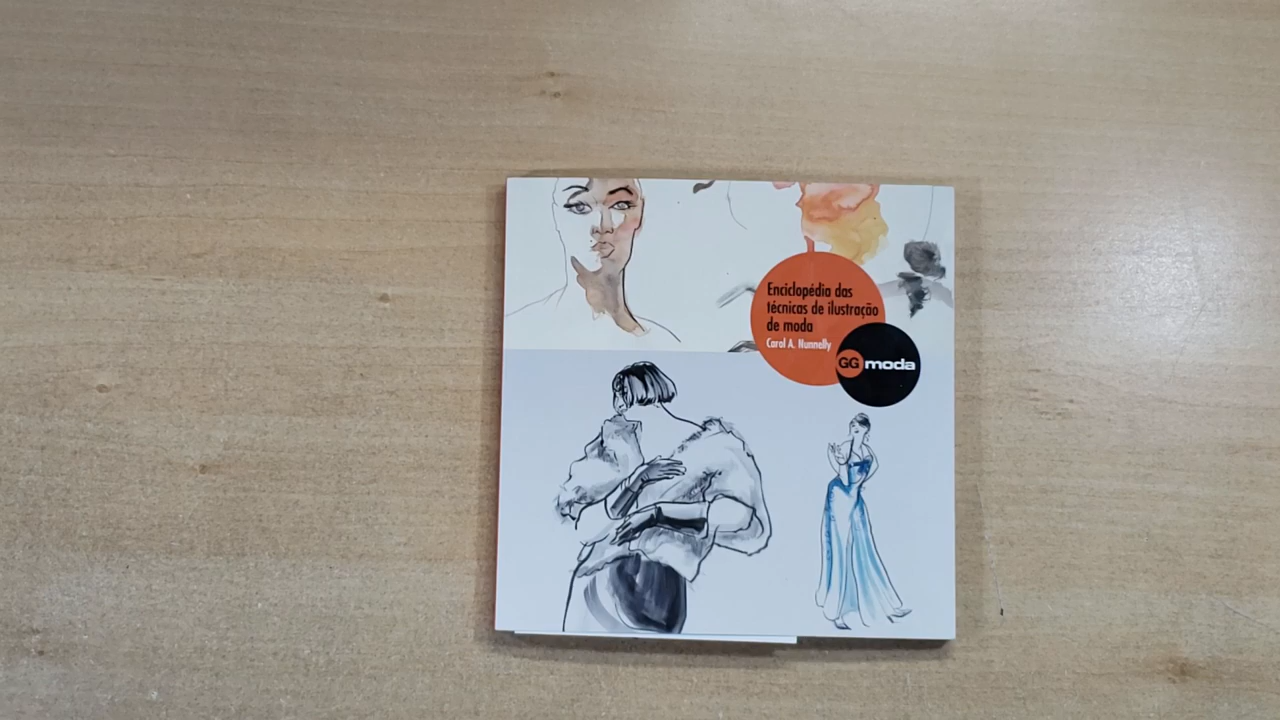 Enciclopédia das
técnicas de ilustração
de moda
Carol A. Nunnelly
GG moda